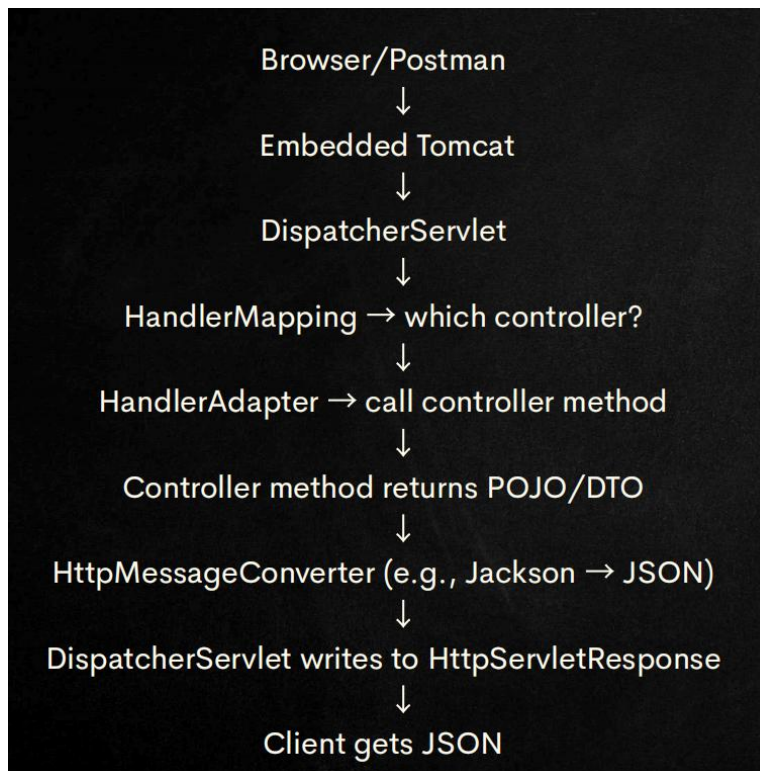 Browser/Postman
↓
Embedded Tomcat
↓
DispatcherServlet
↓
HandlerMapping → which controller?
↓
HandlerAdapter → call controller method
↓
Controller method returns POJO/DTO
↓
HttpMessageConverter (e.g., Jackson → JSON)
↓
DispatcherServlet writes to HttpServletResponse
↓
Client gets JSON